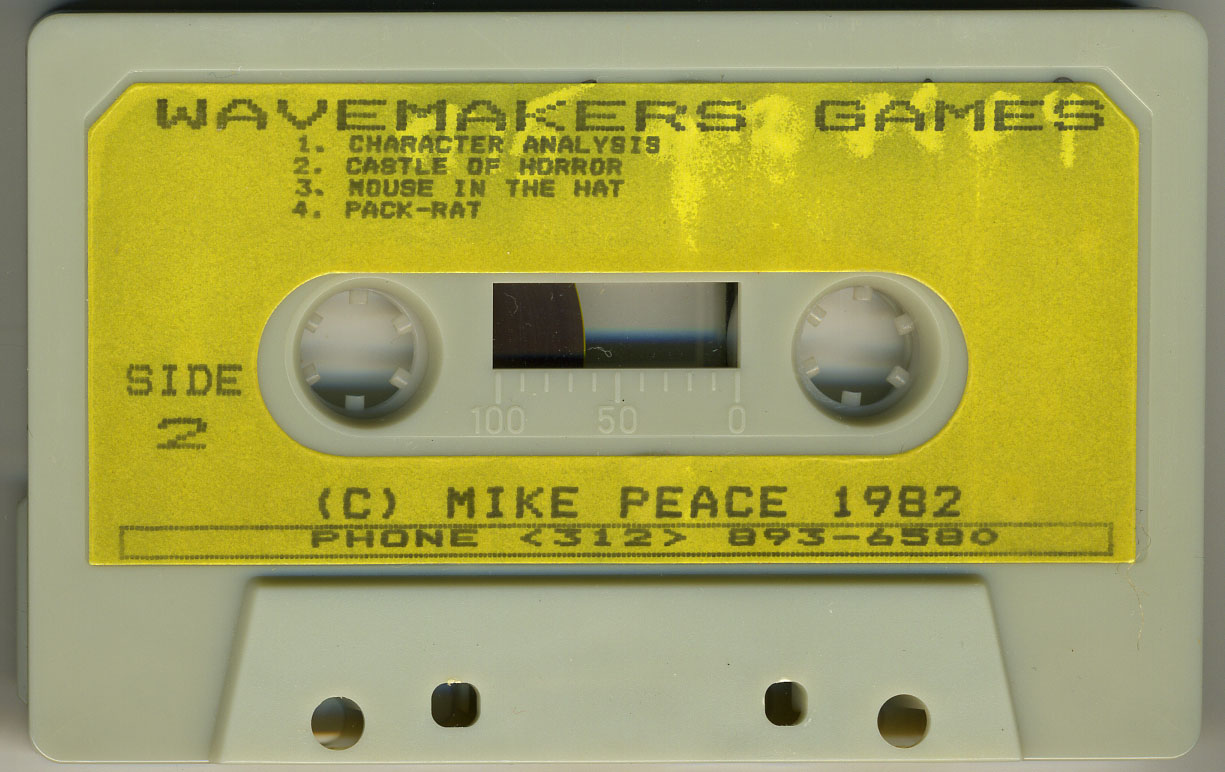 WAVEMAKERS GAMES
1. CHARACTER ANALYSIS
2. CASTLE OF HORROR
3. MOUSE IN THE HAT
4. PACK-RAT
SIDE
2
100 50 0
(C) MIKE PEACE 1982
PHONE <312> 893-6580